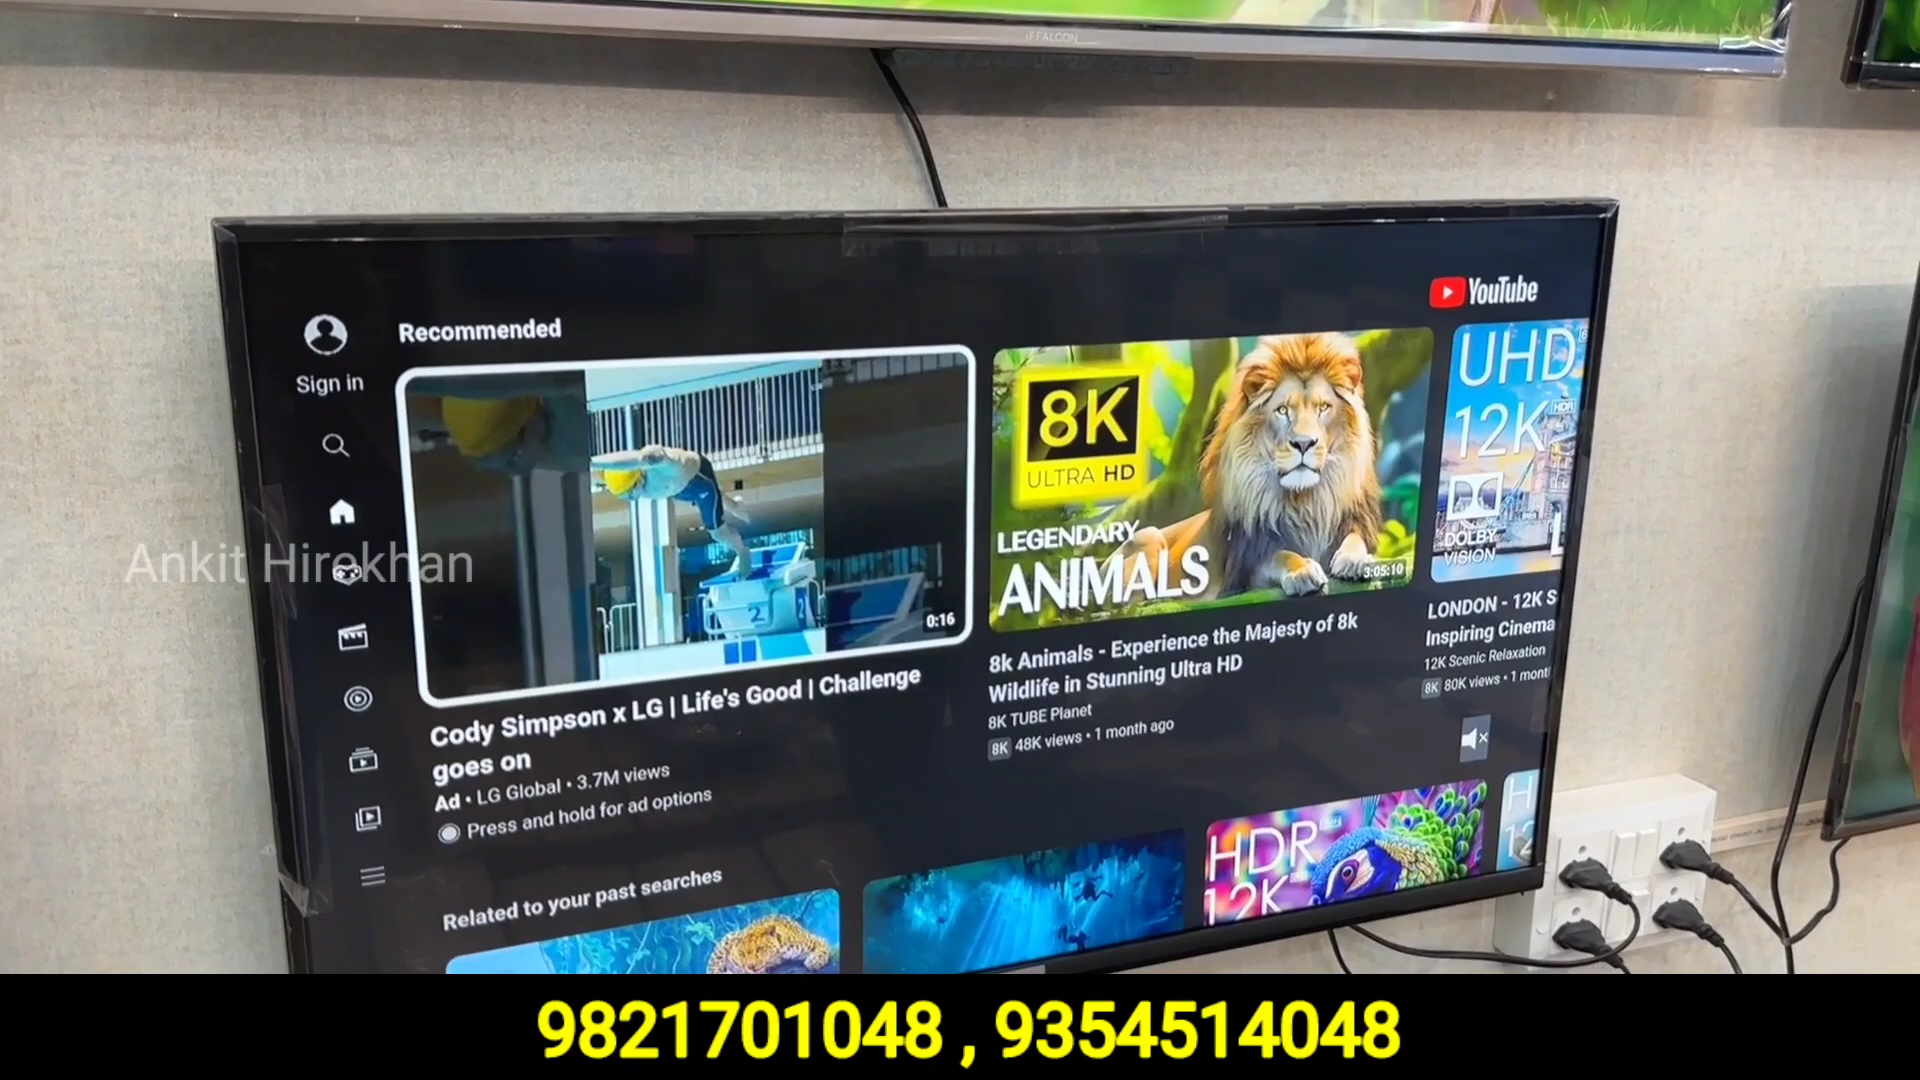 iFFALCON
YouTube
Recommended
Sign in
8K
ULTRA HD
LEGENDARY
ANIMALS
3:05:10
UHD
12K
HDR
DOLBY
VISION
0:16
Cody Simpson x LG | Life's Good | Challenge
goes on
Ad • LG Global • 3.7M views
Press and hold for ad options
8k Animals - Experience the Majesty of 8k
Wildlife in Stunning Ultra HD
8K TUBE Planet
8K 48K views • 1 month ago
LONDON - 12K S
Inspiring Cinema
12K Scenic Relaxation
8K 80K views • 1 mont
Related to your past searches
HDR
12K
H
12
Ankit Hirekhan
9821701048 , 9354514048